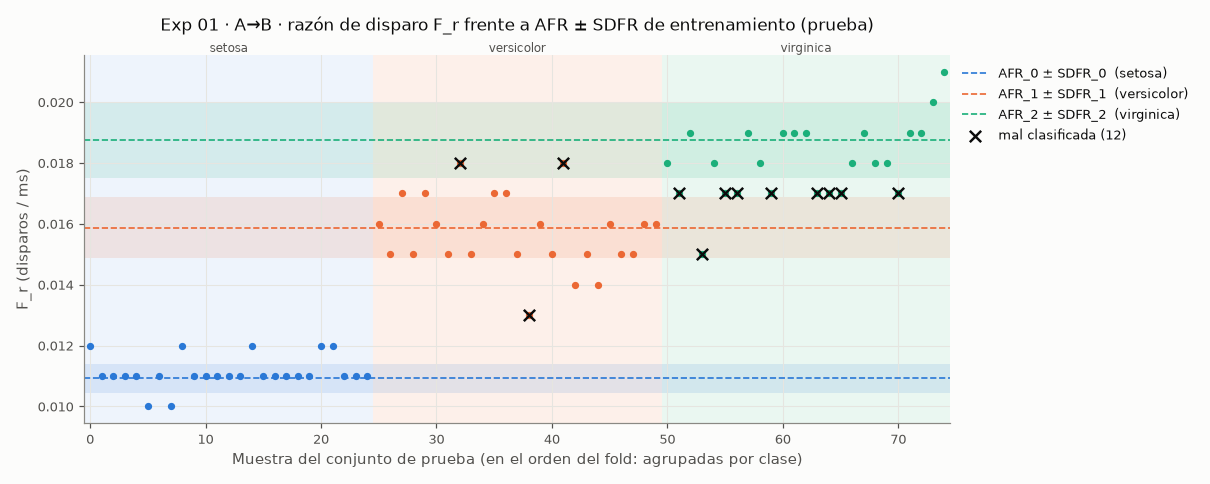 Exp 01 · A→B · razón de disparo F_r frente a AFR ± SDFR de entrenamiento (prueba)
setosa
versicolor
virginica
AFR_0 ± SDFR_0 (setosa)
AFR_1 ± SDFR_1 (versicolor)
AFR_2 ± SDFR_2 (virginica)
mal clasificada (12)
F_r (disparos / ms)
0.020
0.018
0.016
0.014
0.012
0.010
0
10
20
30
40
50
60
70
Muestra del conjunto de prueba (en el orden del fold: agrupadas por clase)